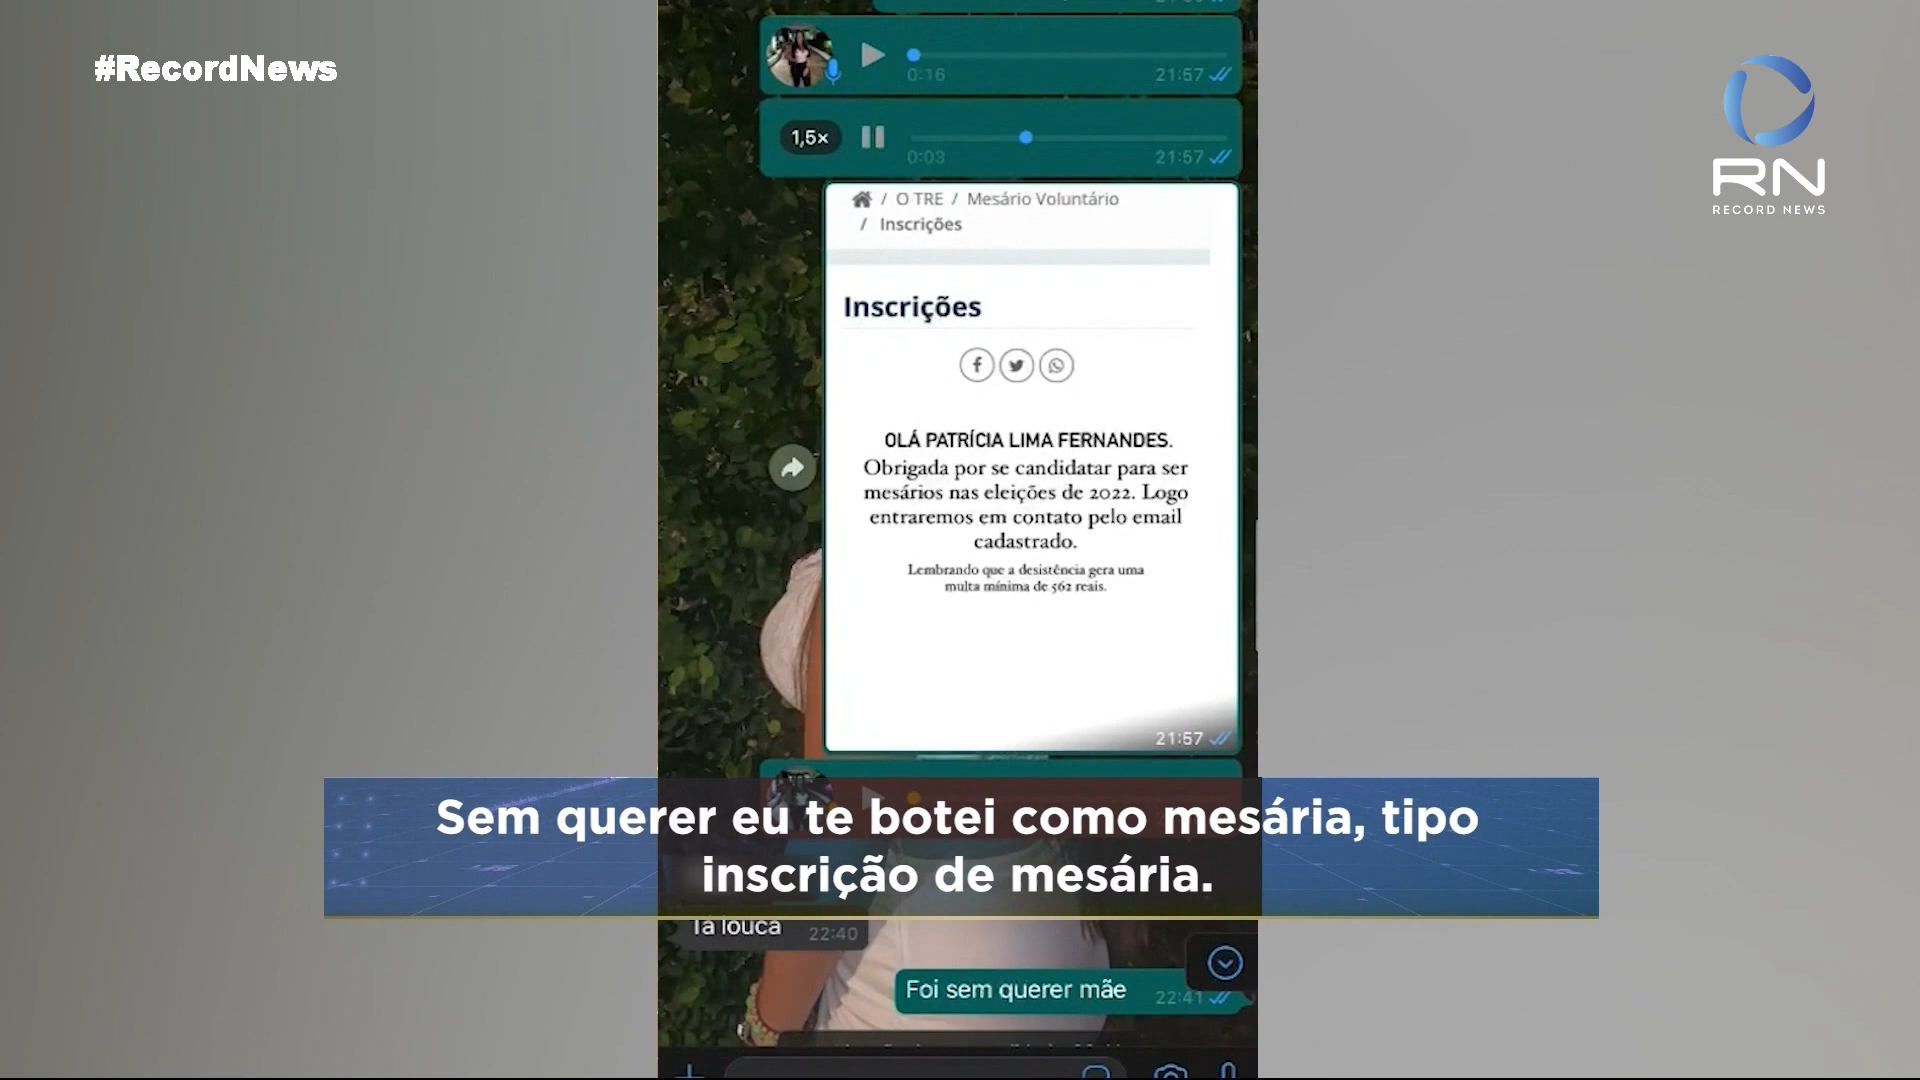 #RecordNews
RN
RECORD NEWS
0:16
21:57
1,5×
0:03
21:57
/ O TRE / Mesário Voluntário
/ Inscrições
Inscrições
OLÁ PATRÍCIA LIMA FERNANDES.
Obrigada por se candidatar para ser
mesários nas eleições de 2022. Logo
entraremos em contato pelo email
cadastrado.
Lembrando que a desistência gera uma
multa mínima de 562 reais.
21:57
Sem querer eu te botei como mesária, tipo
inscrição de mesária.
Tá louca
22:40
Foi sem querer mãe
22:41